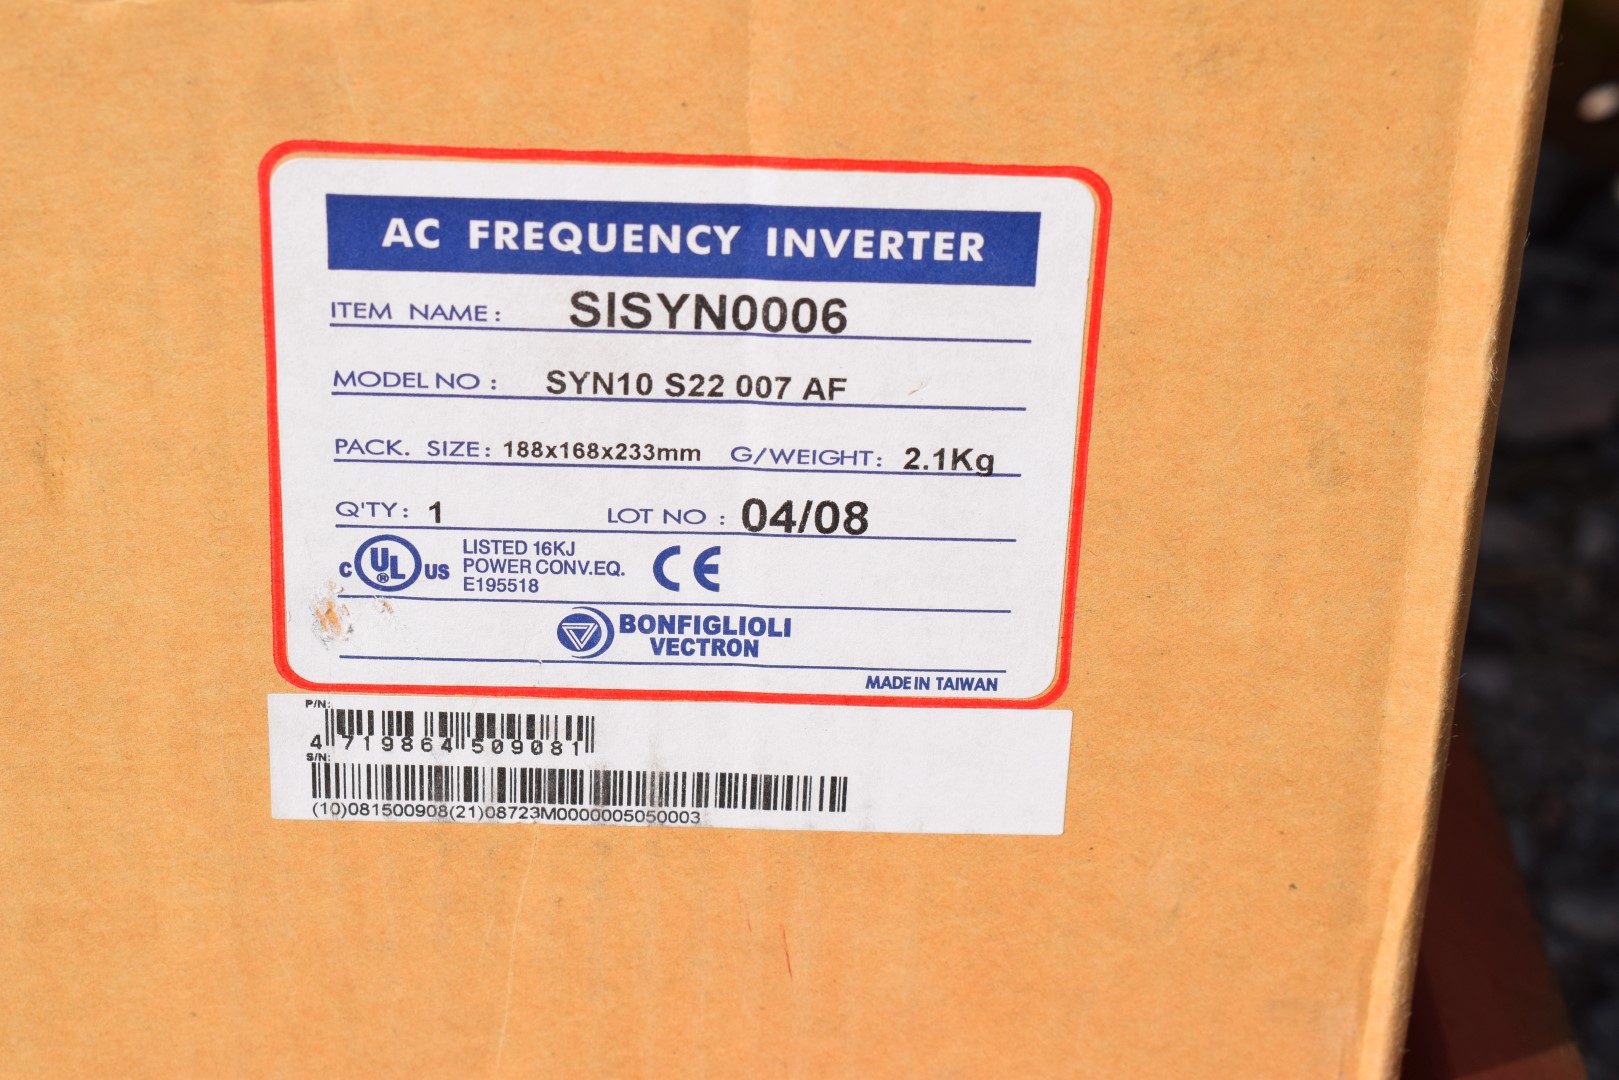 AC FREQUENCY INVERTER
ITEM NAME: SISYN0006
MODEL NO : SYN10 S22 007 AF
PACK. SIZE: 188x168x233mm G/WEIGHT: 2.1Kg
Q'TY: 1 LOT NO : 04/08
C UL ® US LISTED 16KJ
POWER CONV.EQ.
E195518
CE
BONFIGLIOLI
VECTRON
MADE IN TAIWAN
P/N:
4 719864 509081
S/N:
(10)081500908(21)08723M0000005050003